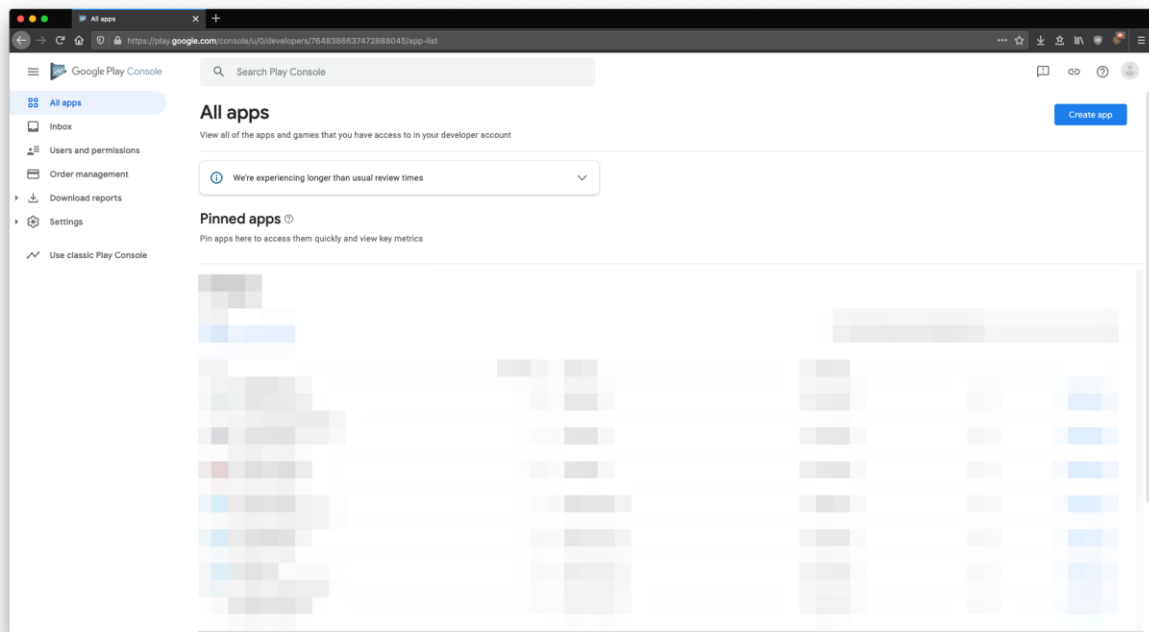 All apps
https://play.google.com/console/u/0/developers/7648386637472888045/app-list
Google Play Console
Search Play Console
All apps
Inbox
Users and permissions
Order management
Download reports
Settings
Use classic Play Console
All apps
Create app
View all of the apps and games that you have access to in your developer account
We're experiencing longer than usual review times
Pinned apps
Pin apps here to access them quickly and view key metrics